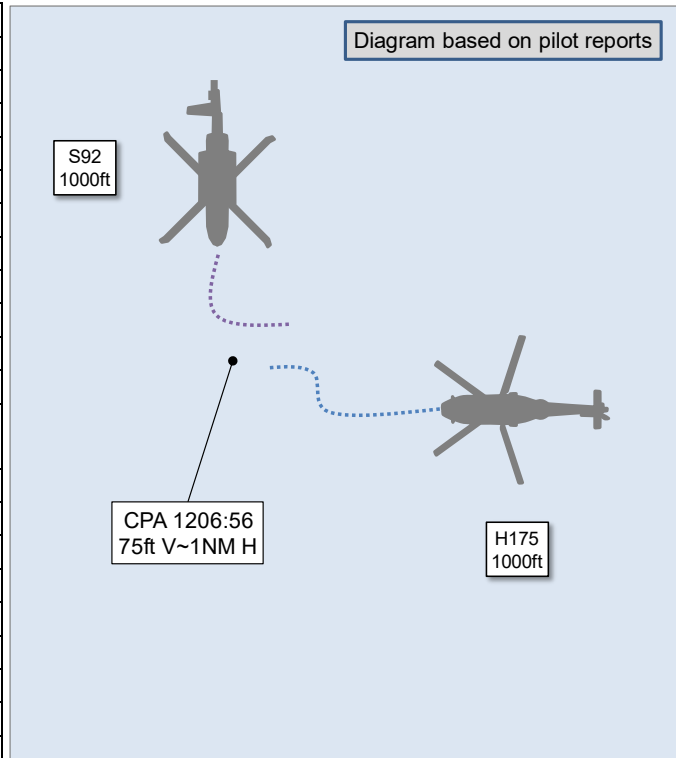 Diagram based on pilot reports
S92
1000ft
CPA 1206:56
75ft V~1NM H
H175
1000ft